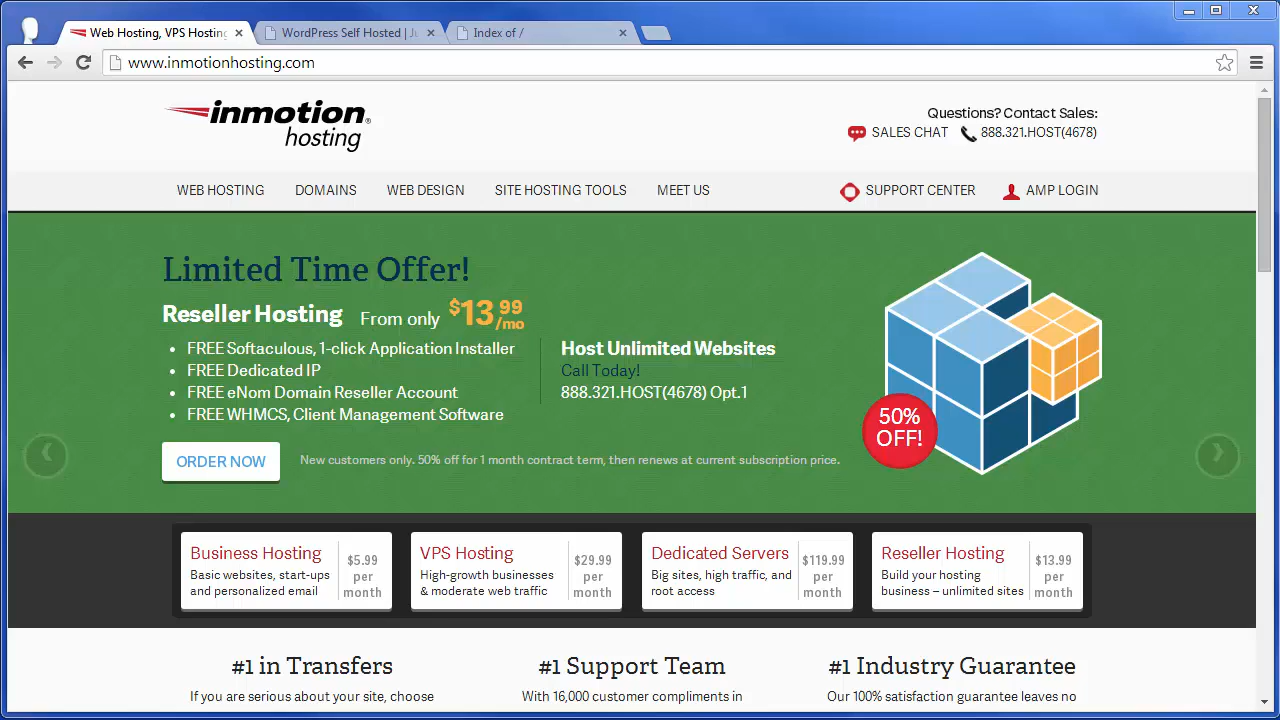 Web Hosting, VPS Hosting
WordPress Self Hosted | Ju
Index of /
www.inmotionhosting.com
inmotion®
hosting
Questions? Contact Sales:
SALES CHAT
888.321.HOST(4678)
WEB HOSTING
DOMAINS
WEB DESIGN
SITE HOSTING TOOLS
MEET US
SUPPORT CENTER
AMP LOGIN
Limited Time Offer!
Reseller Hosting From only $13.99/mo
• FREE Softaculous, 1-click Application Installer
• FREE Dedicated IP
• FREE eNom Domain Reseller Account
• FREE WHMCS, Client Management Software
Host Unlimited Websites
Call Today!
888.321.HOST(4678) Opt.1
50%
OFF!
ORDER NOW
New customers only. 50% off for 1 month contract term, then renews at current subscription price.
Business Hosting
Basic websites, start-ups
and personalized email
$5.99
per
month
VPS Hosting
High-growth businesses
& moderate web traffic
$29.99
per
month
Dedicated Servers
Big sites, high traffic, and
root access
$119.99
per
month
Reseller Hosting
Build your hosting
business – unlimited sites
$13.99
per
month
#1 in Transfers
If you are serious about your site, choose
#1 Support Team
With 16,000 customer compliments in
#1 Industry Guarantee
Our 100% satisfaction guarantee leaves no